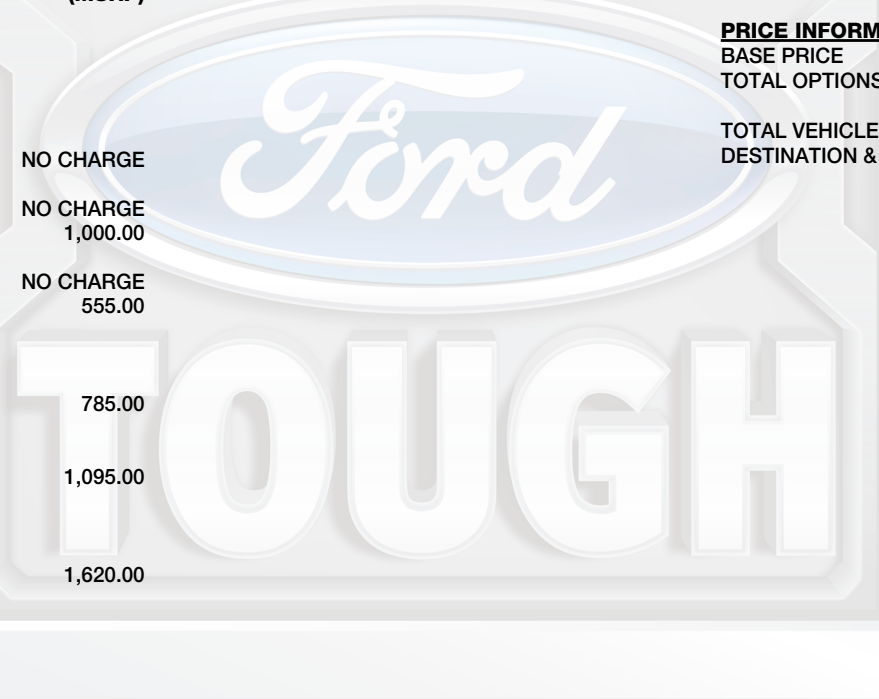 PRICE INFORM
BASE PRICE
TOTAL OPTIONS
TOTAL VEHICLE
DESTINATION &
NO CHARGE
NO CHARGE
1,000.00
NO CHARGE
555.00
785.00
1,095.00
1,620.00
Ford
TOUGH